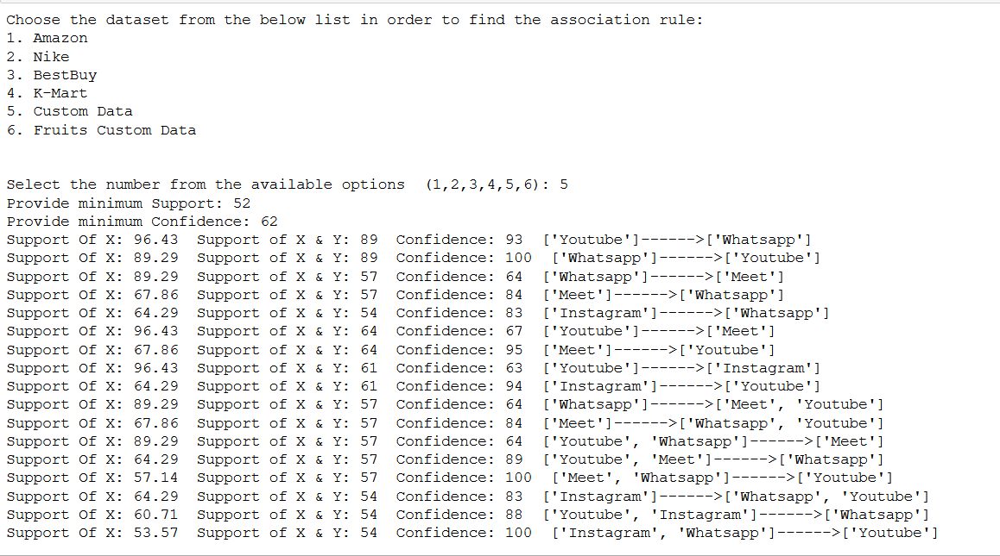 Choose the dataset from the below list in order to find the association rule:
1. Amazon
2. Nike
3. BestBuy
4. K-Mart
5. Custom Data
6. Fruits Custom Data
Select the number from the available options  (1,2,3,4,5,6): 5
Provide minimum Support: 52
Provide minimum Confidence: 62
Support Of X: 96.43  Support of X & Y: 89  Confidence: 93  ['Youtube']------>['Whatsapp']
Support Of X: 89.29  Support of X & Y: 89  Confidence: 100  ['Whatsapp']------>['Youtube']
Support Of X: 89.29  Support of X & Y: 57  Confidence: 64  ['Whatsapp']------>['Meet']
Support Of X: 67.86  Support of X & Y: 57  Confidence: 84  ['Meet']------>['Whatsapp']
Support Of X: 64.29  Support of X & Y: 54  Confidence: 83  ['Instagram']------>['Whatsapp']
Support Of X: 96.43  Support of X & Y: 64  Confidence: 67  ['Youtube']------>['Meet']
Support Of X: 67.86  Support of X & Y: 64  Confidence: 95  ['Meet']------>['Youtube']
Support Of X: 96.43  Support of X & Y: 61  Confidence: 63  ['Youtube']------>['Instagram']
Support Of X: 64.29  Support of X & Y: 61  Confidence: 94  ['Instagram']------>['Youtube']
Support Of X: 89.29  Support of X & Y: 57  Confidence: 64  ['Whatsapp']------>['Meet', 'Youtube']
Support Of X: 67.86  Support of X & Y: 57  Confidence: 84  ['Meet']------>['Whatsapp', 'Youtube']
Support Of X: 89.29  Support of X & Y: 57  Confidence: 64  ['Youtube', 'Whatsapp']------>['Meet']
Support Of X: 64.29  Support of X & Y: 57  Confidence: 89  ['Youtube', 'Meet']------>['Whatsapp']
Support Of X: 57.14  Support of X & Y: 57  Confidence: 100  ['Meet', 'Whatsapp']------>['Youtube']
Support Of X: 64.29  Support of X & Y: 54  Confidence: 83  ['Instagram']------>['Whatsapp', 'Youtube']
Support Of X: 60.71  Support of X & Y: 54  Confidence: 88  ['Youtube', 'Instagram']------>['Whatsapp']
Support Of X: 53.57  Support of X & Y: 54  Confidence: 100  ['Instagram', 'Whatsapp']------>['Youtube']